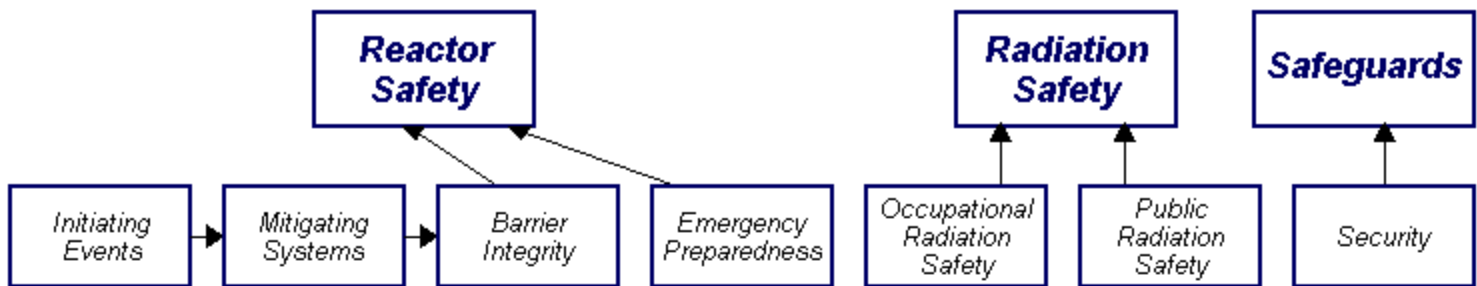 Reactor
Safety
Radiation
Safety
Safeguards
Initiating
Events
Mitigating
Systems
Barrier
Integrity
Emergency
Preparedness
Occupational
Radiation
Safety
Public
Radiation
Safety
Security